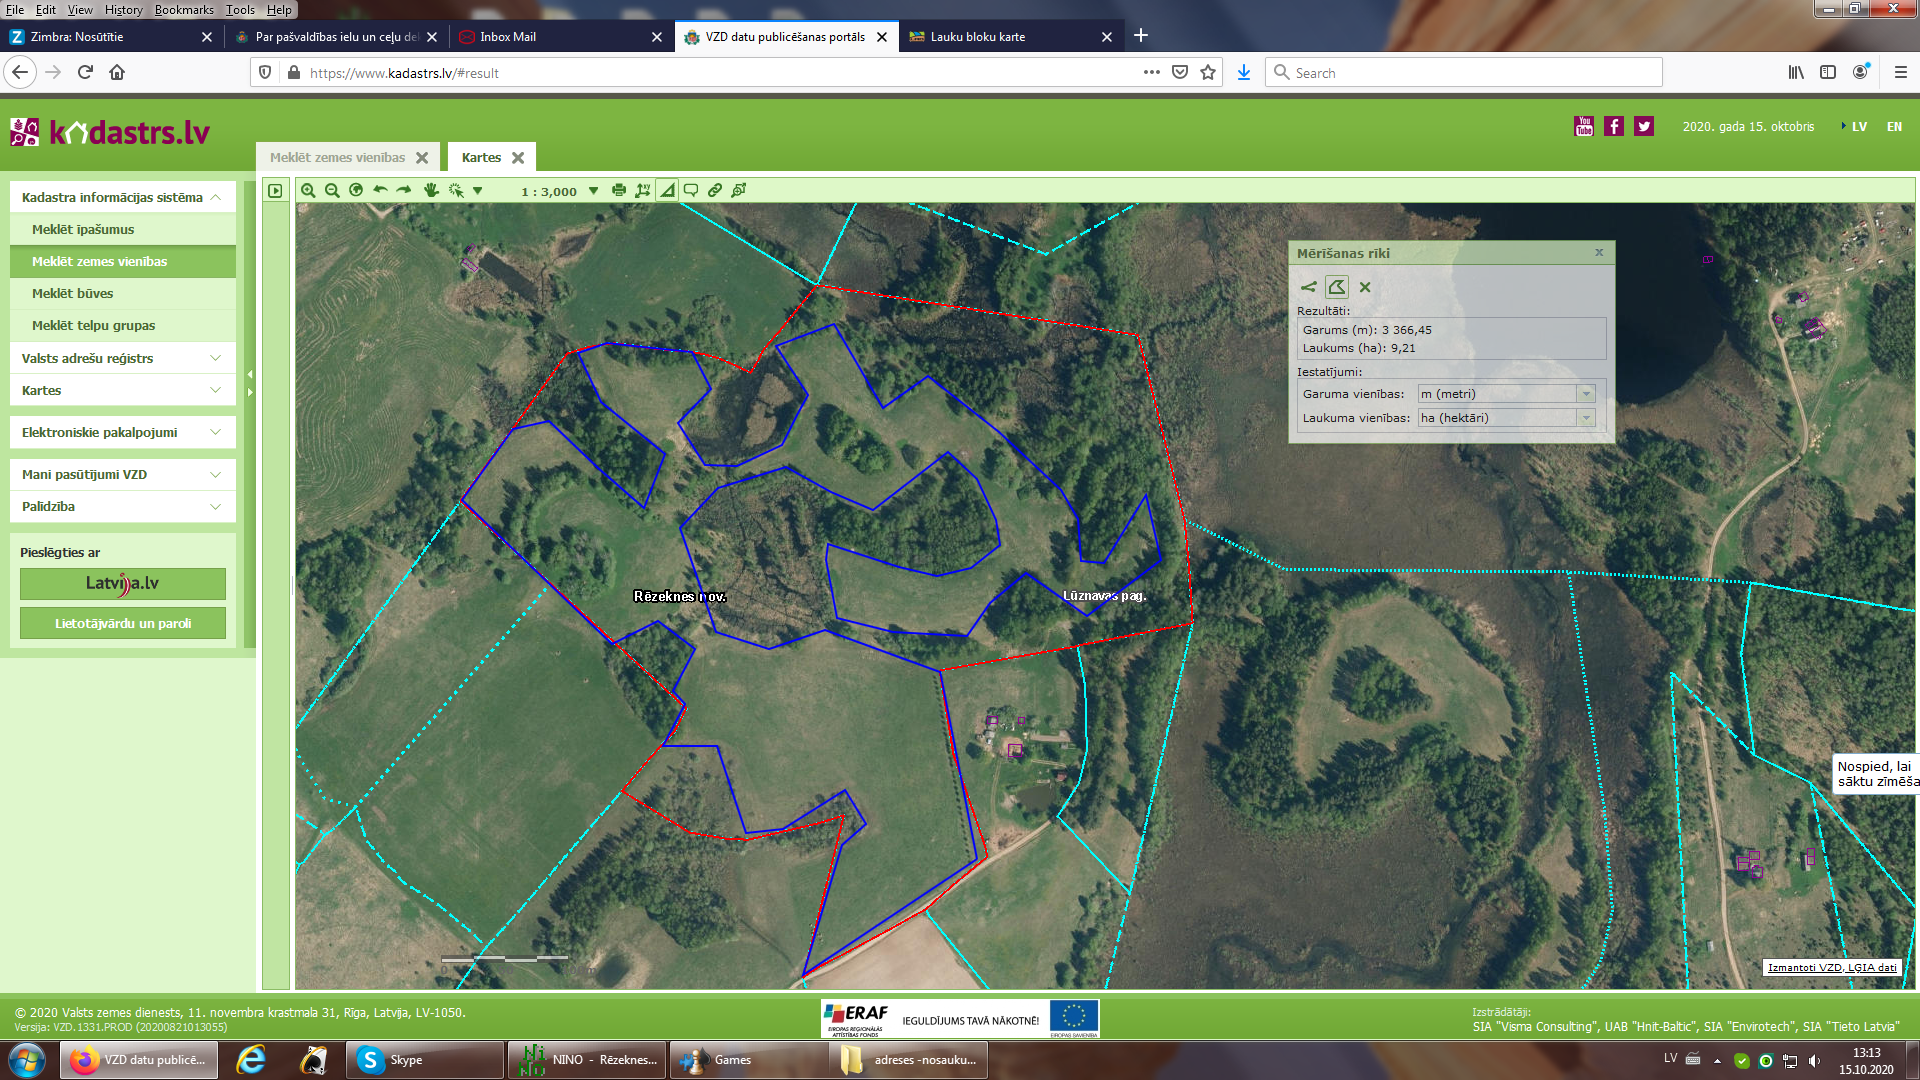 File Edit View History Bookmarks Tools Help
Zimbra: Nosūtītie
Par pašvaldības ielu un ceļu de
Inbox Mail
VZD datu publicēšanas portāls
Lauku bloku karte
https://www.kadastrs.lv/#result
Search
kadastrs.lv
You Tube
2020. gada 15. oktobris
LV
EN
Meklēt zemes vienības
Kartes
1 : 3,000
Kadastra informācijas sistēma
Meklēt īpašumus
Meklēt zemes vienības
Meklēt būves
Meklēt telpu grupas
Valsts adrešu reģistrs
Kartes
Elektroniskie pakalpojumi
Mani pasūtījumi VZD
Palīdzība
Pieslēgties ar
Latvija.lv
Lietotājvārdu un paroli
Mērīšanas rīki
Rezultāti:
Garums (m): 3 366,45
Laukums (ha): 9,21
Iestatījumi:
Garuma vienības: m (metri)
Laukuma vienības: ha (hektāri)
Rēzeknes nov.
Lūznavas pag.
Nospied, lai
sāktu zīmēša
Izmantoti VZD, LĢIA dati
© 2020 Valsts zemes dienests, 11. novembra krastmala 31, Rīga, Latvija, LV-1050.
Versija: VZD.1331.PROD (20200821013055)
ERAF
EIROPAS REGIONĀLĀS
ATTĪSTĪBAS FONDS
IEGULDĪJUMS TAVĀ NĀKOTNĒ!
EIROPAS SAVIENĪBA
Izstrādātāji:
SIA "Visma Consulting", UAB "Hnit-Baltic", SIA "Envirotech", SIA "Tieto Latvia"
VZD datu publicē...
Skype
NINO - Rēzeknes...
Games
adreses -nosauku...
LV
13:13
15.10.2020